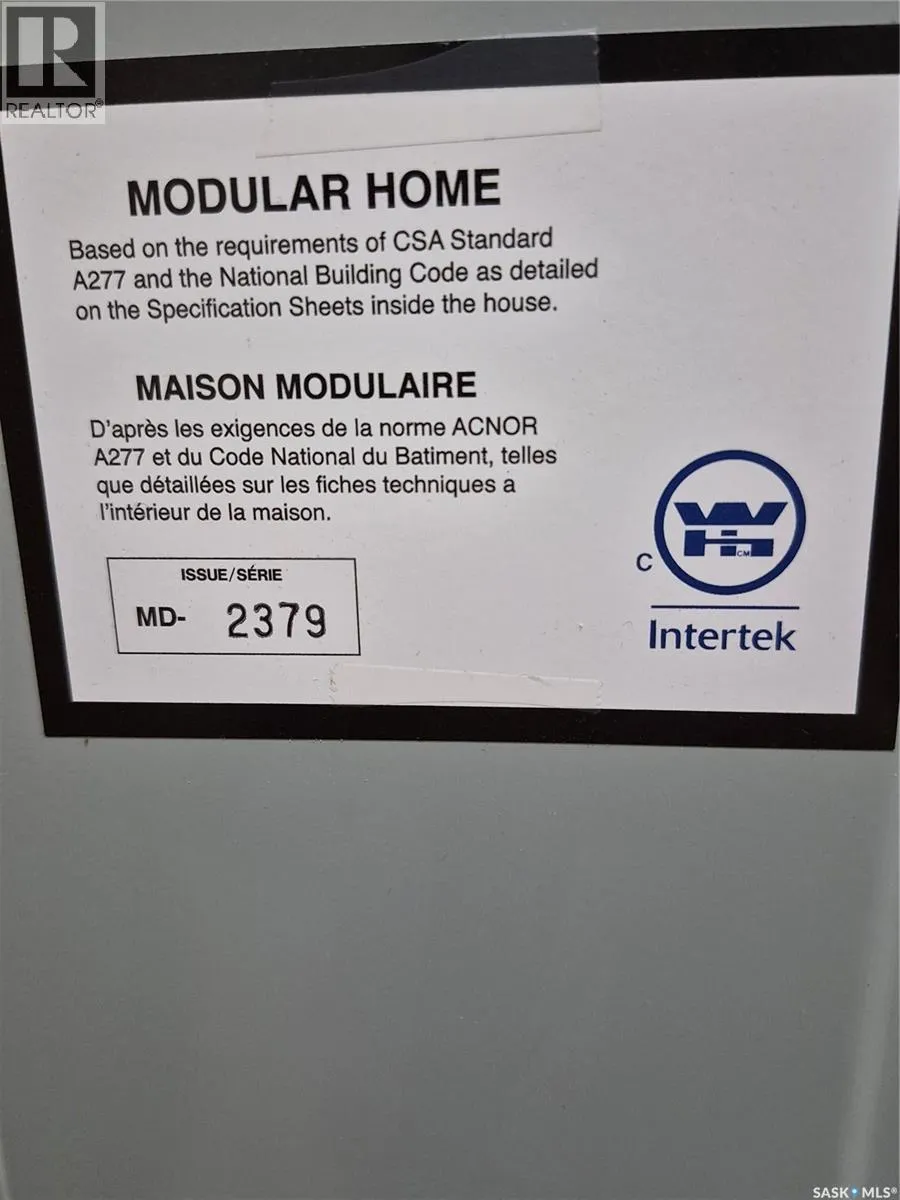 REALTOR®
MODULAR HOME
Based on the requirements of CSA Standard
A277 and the National Building Code as detailed
on the Specification Sheets inside the house.
MAISON MODULAIRE
D'après les exigences de la norme ACNOR
A277 et du Code National du Batiment, telles
que détaillées sur les fiches techniques a
l'intérieur de la maison.
ISSUE/SÉRIE
MD- 2379
C WH CM
Intertek
SASK MLS®